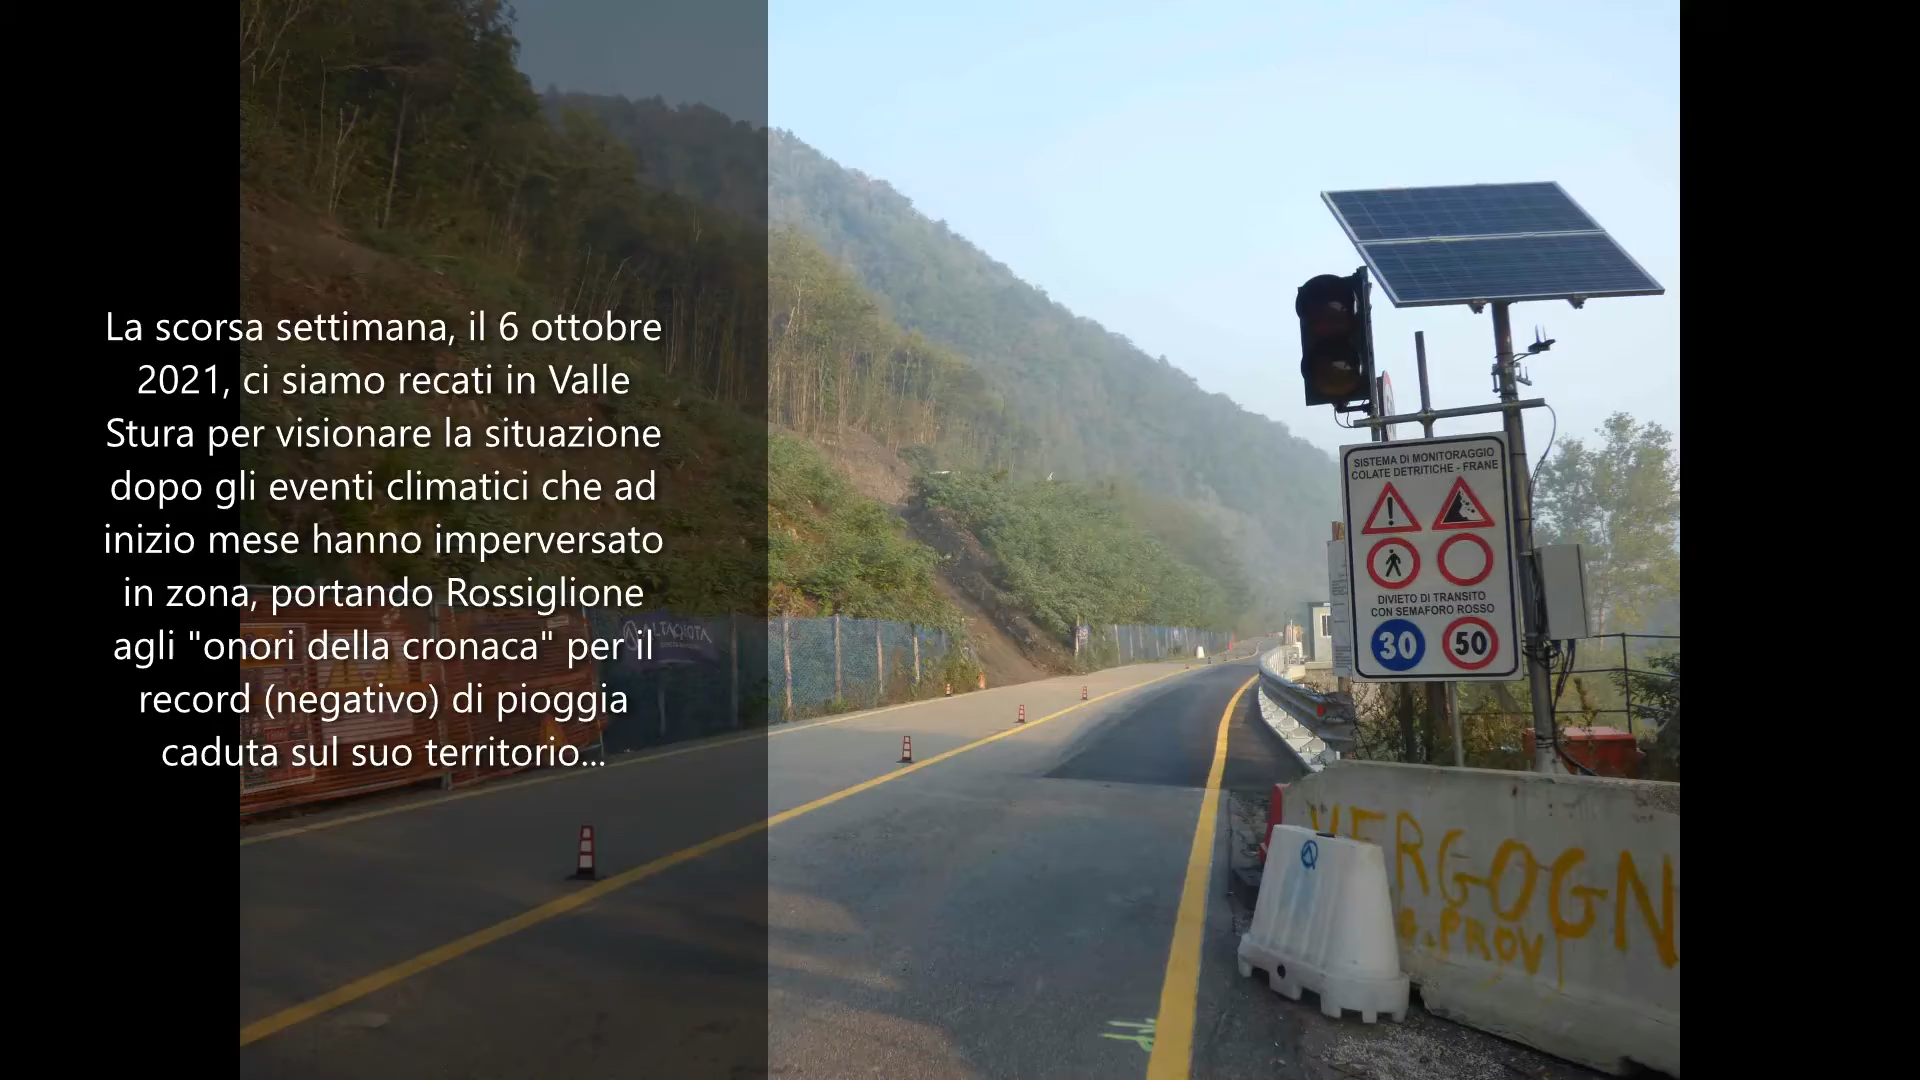 La scorsa settimana, il 6 ottobre
2021, ci siamo recati in Valle
Stura per visionare la situazione
dopo gli eventi climatici che ad
inizio mese hanno imperversato
in zona, portando Rossiglione
agli "onori della cronaca" per il
record (negativo) di pioggia
caduta sul suo territorio...
ALTAQUOTA
SISTEMA DI MONITORAGGIO
COLATE DETRITICHE - FRANE
DIVIETO DI TRANSITO
CON SEMAFORO ROSSO
30 50
VERGOGN
PROV